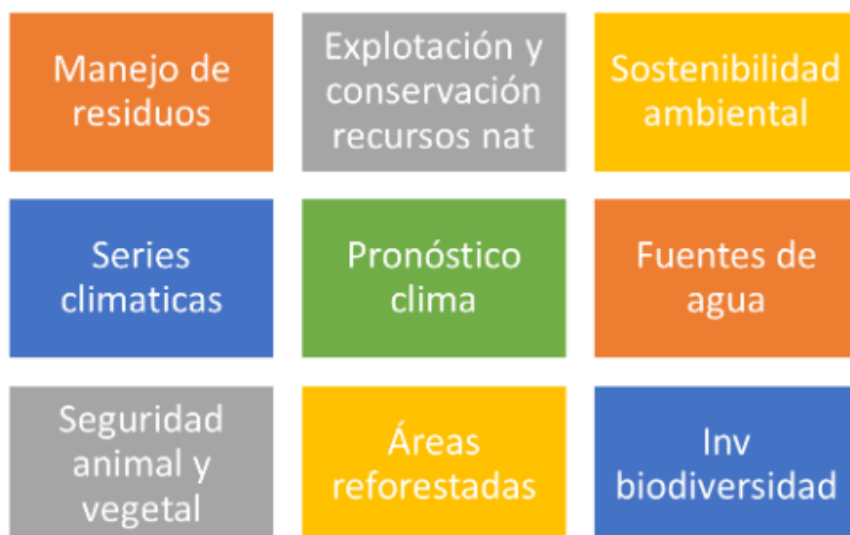 Manejo de
residuos
Explotación y
conservación
recursos nat
Sostenibilidad
ambiental
Series
climaticas
Pronóstico
clima
Fuentes de
agua
Seguridad
animal y
vegetal
Áreas
reforestadas
Inv
biodiversidad